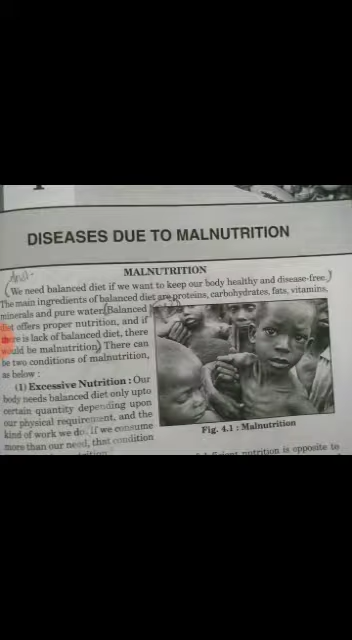 DISEASES DUE TO MALNUTRITION
Ans-
MALNUTRITION
(We need balanced diet if we want to keep our body healthy and disease-free.)
The main ingredients of balanced diet are proteins, carbohydrates, fats, vitamins,
minerals and pure water. (Balanced
diet offers proper nutrition, and if
there is lack of balanced diet, there
would be malnutrition) There can
be two conditions of malnutrition,
as below :
(1) Excessive Nutrition : Our
body needs balanced diet only upto
certain quantity depending upon
our physical requirement, and the
kind of work we do. If we consume
more than our need, that condition
Fig. 4.1 : Malnutrition
nutrition is opposite to